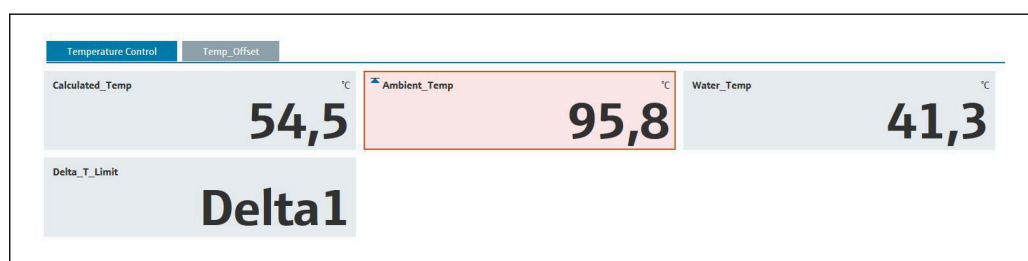 Temperature Control Temp_Offset
Calculated_Temp °C Ambient_Temp °C Water_Temp °C
54,5 95,8 41,3
Delta_T_Limit
Delta1